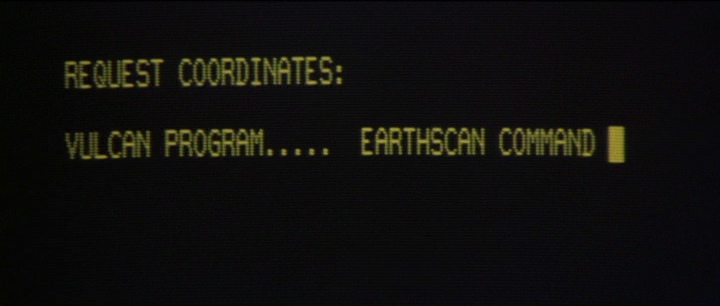 REQUEST COORDINATES:
VULCAN PROGRAM..... EARTHSCAN COMMAND